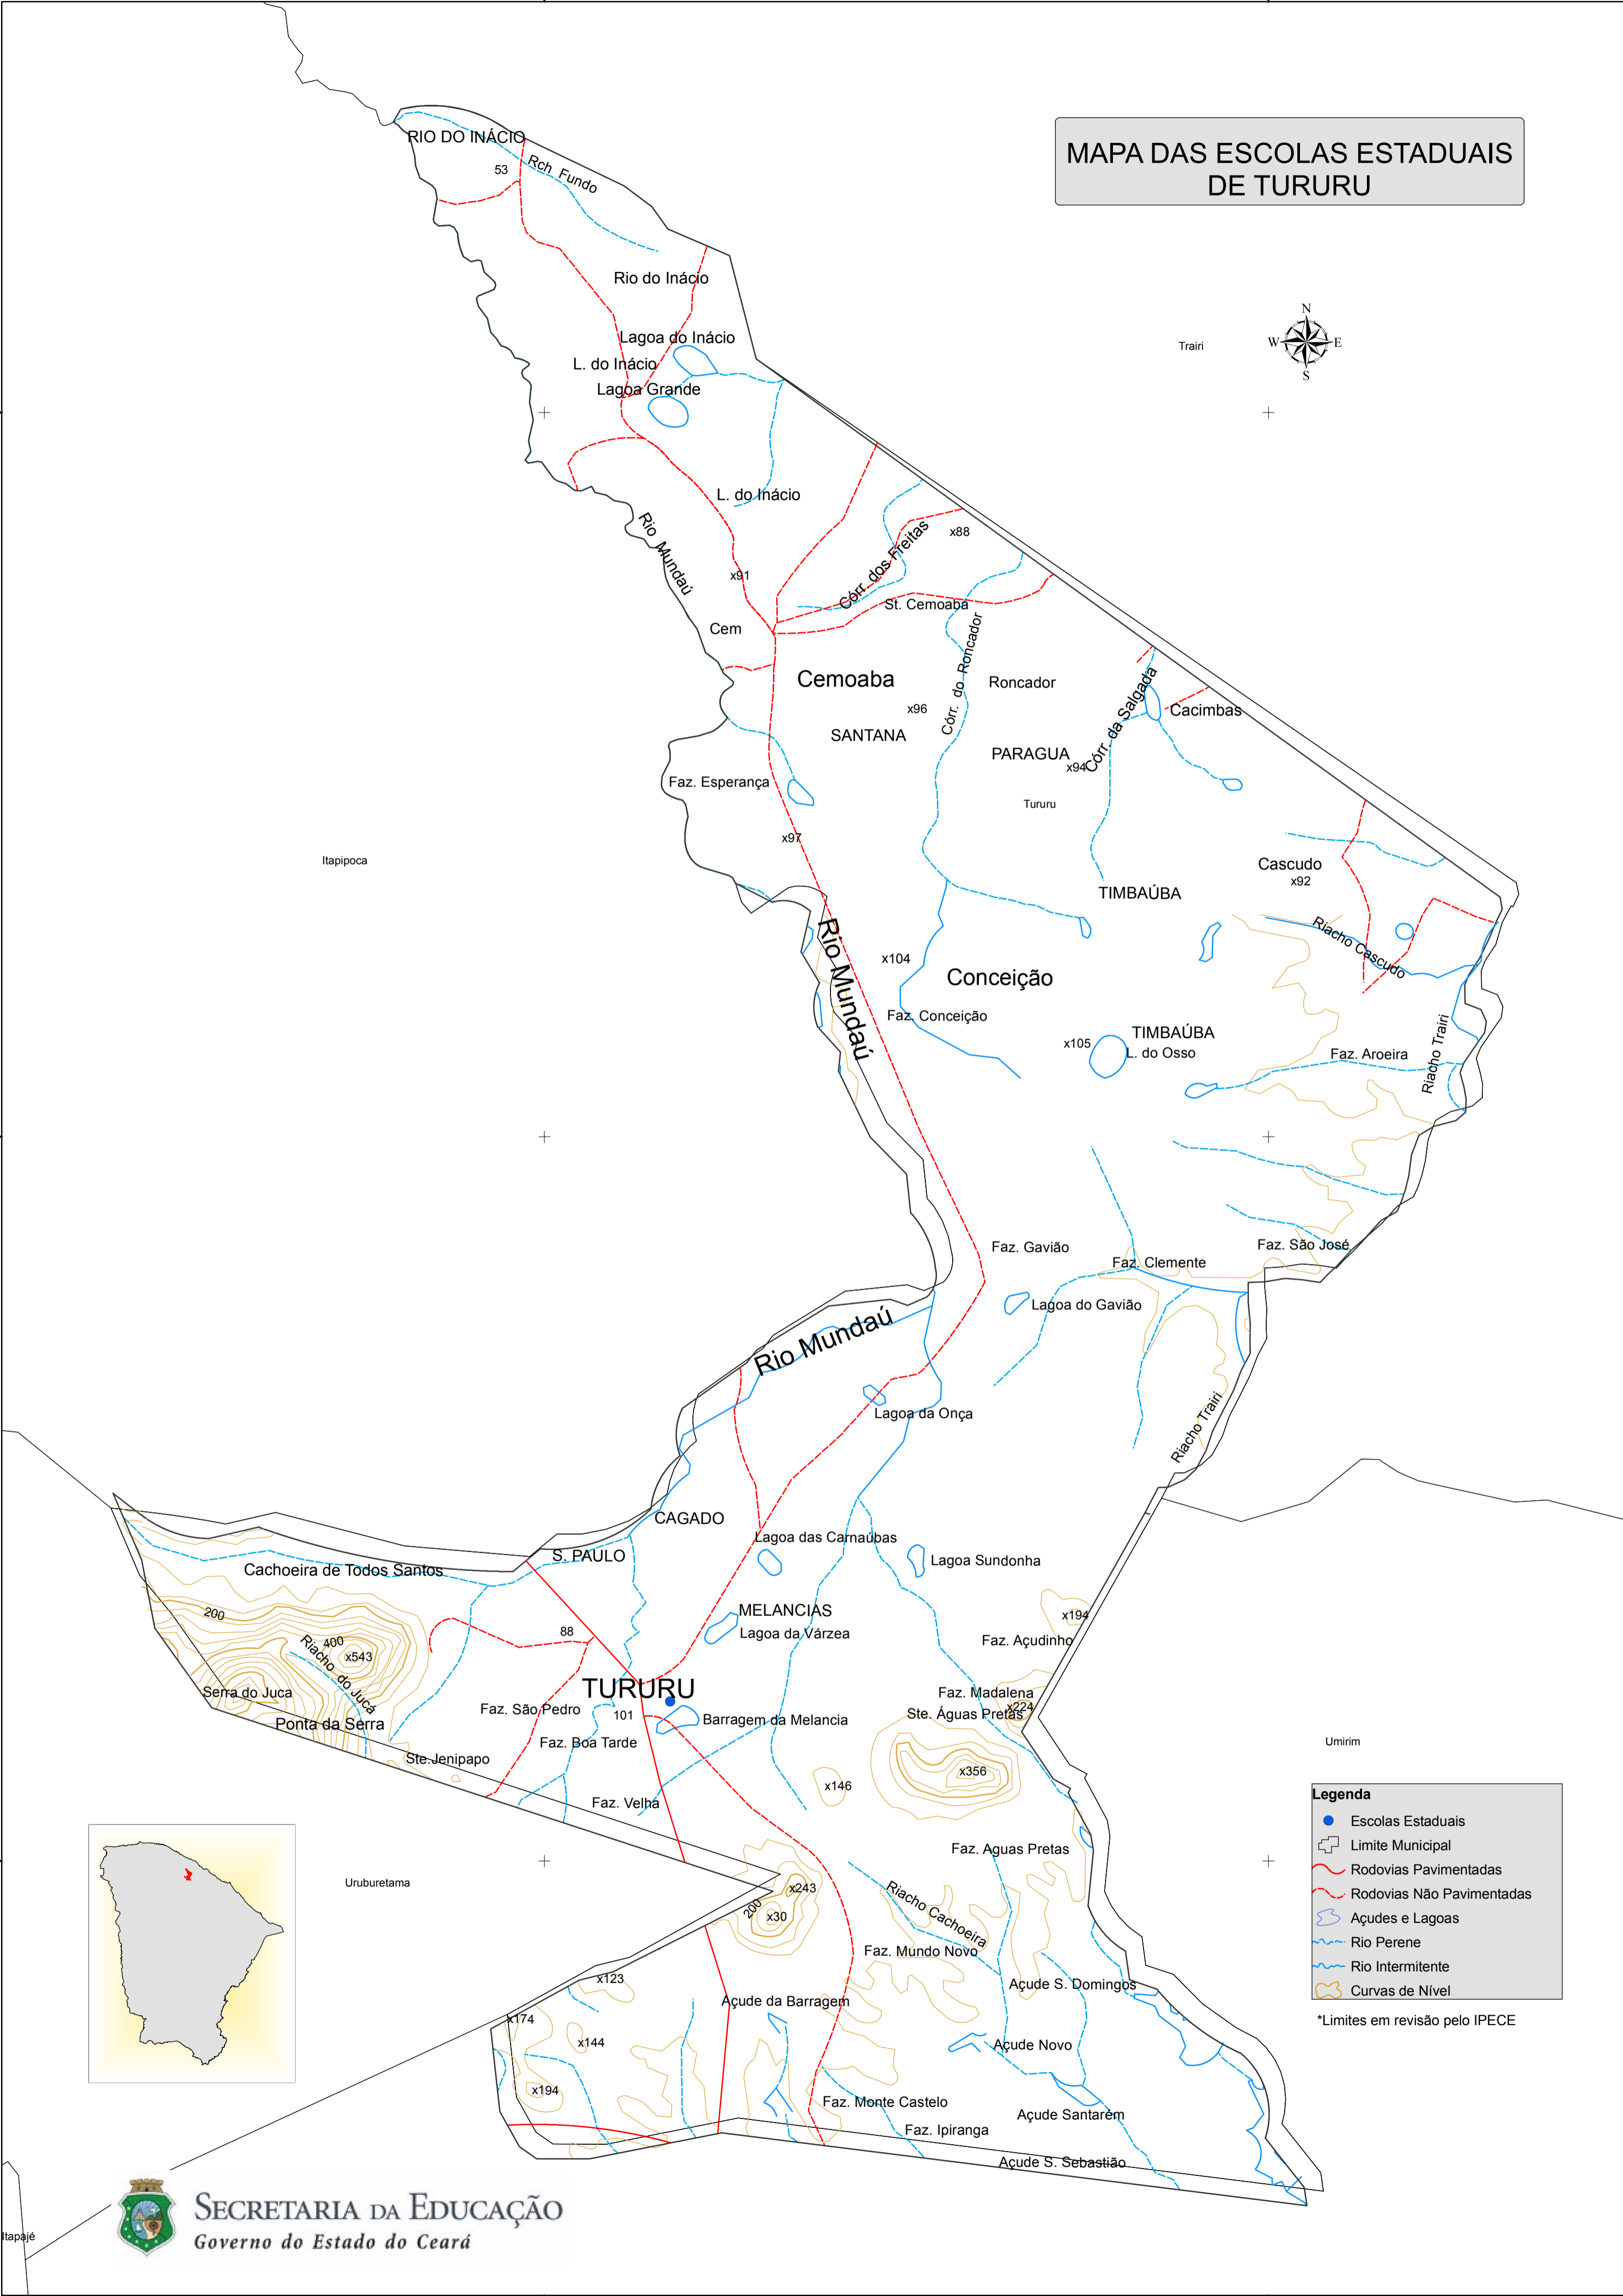 MAPA DAS ESCOLAS ESTADUAIS
DE TURURU
RIO DO INÁCIO
53
Rch Fundo
Rio do Inácio
Lagoa do Inácio
L. do Inácio
Lagoa Grande
Trairi
N
W
E
S
L. do Inácio
Rio Mundaú
x88
Córr. dos Freitas
x91
St. Cemoaba
Cem
Cemoaba
Córr. do Roncador
Roncador
Córr. da Salgada
x96
Cacimbas
SANTANA
PARAGUA
x94
Faz. Esperança
Tururu
x97
Itapipoca
Cascudo
x92
TIMBAÚBA
Riacho Cascudo
Rio Mundaú
x104
Conceição
Faz. Conceição
TIMBAÚBA
x105
L. do Osso
Faz. Aroeira
Riacho Trairi
Faz. Gavião
Faz. São José
Faz. Clemente
Lagoa do Gavião
Rio Mundaú
Lagoa da Onça
Riacho Trairi
CAGADO
Lagoa das Carnaúbas
S. PAULO
Lagoa Sundonha
Cachoeira de Todos Santos
200
MELANCIAS
x194
88
Lagoa da Várzea
400
Faz. Açudinho
x543
Riacho do Jucá
TURURU
Serra do Juca
Faz. Madalena
x224
Faz. São Pedro
101
Ste. Águas Pretas
Ponta da Serra
Barragem da Melancia
Faz. Boa Tarde
Umirim
Ste.Jenipapo
x356
x146
Faz. Velha
Legenda
Escolas Estaduais
Limite Municipal
Rodovias Pavimentadas
Rodovias Não Pavimentadas
Açudes e Lagoas
Rio Perene
Rio Intermitente
Curvas de Nível
*Limites em revisão pelo IPECE
Faz. Aguas Pretas
Uruburetama
x243
200
x30
Riacho Cachoeira
Faz. Mundo Novo
x123
Açude S. Domingos
Açude da Barragem
x174
x144
Açude Novo
x194
Faz. Monte Castelo
Açude Santarém
Faz. Ipiranga
Açude S. Sebastião
SECRETARIA DA EDUCAÇÃO
Governo do Estado do Ceará
Itapajé